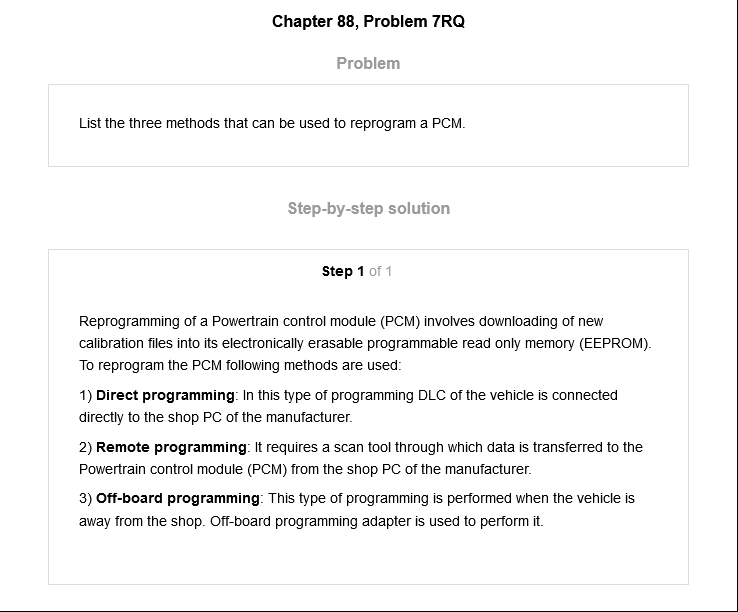 Chapter 88, Problem 7RQ
Problem
List the three methods that can be used to reprogram a PCM.
Step-by-step solution
Step 1 of 1
Reprogramming of a Powertrain control module (PCM) involves downloading of new
calibration files into its electronically erasable programmable read only memory (EEPROM).
To reprogram the PCM following methods are used:
1) Direct programming: In this type of programming DLC of the vehicle is connected
directly to the shop PC of the manufacturer.
2) Remote programming: It requires a scan tool through which data is transferred to the
Powertrain control module (PCM) from the shop PC of the manufacturer.
3) Off-board programming: This type of programming is performed when the vehicle is
away from the shop. Off-board programming adapter is used to perform it.